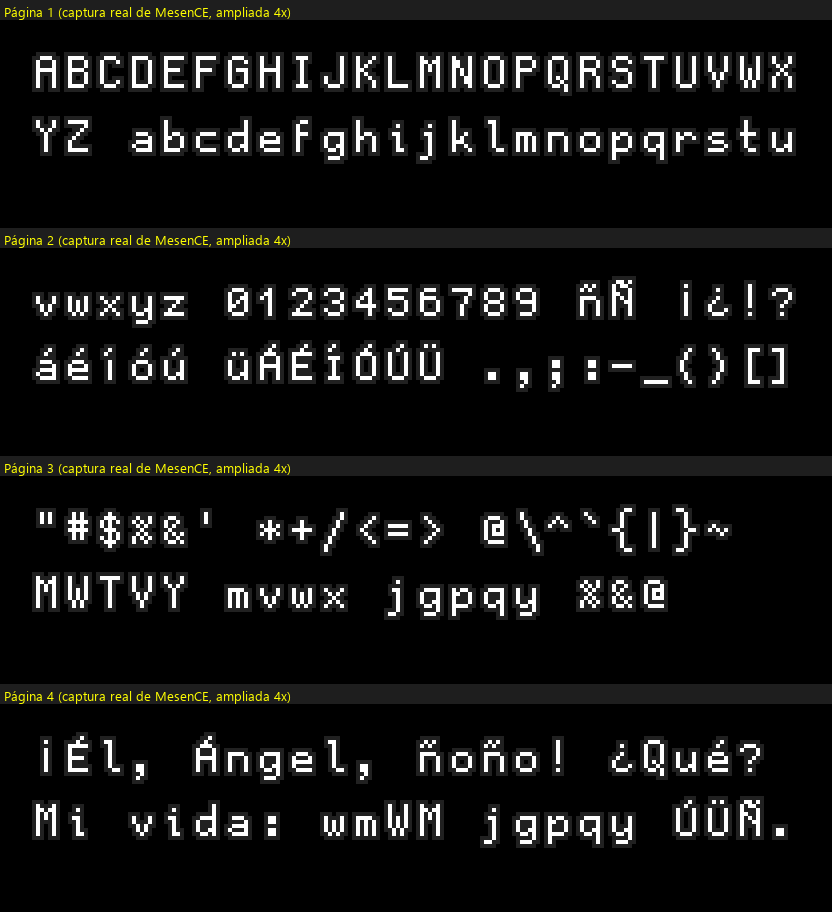 Página 1 (captura real de MesenCE, ampliada 4x)
ABCDEFGHIJKLMNOPQRSTUVWX
YZ abcdefghijklmnopqrstu
Página 2 (captura real de MesenCE, ampliada 4x)
vwxyz 0123456789 ñÑ ¡¿!?
áéíóú üÁÉÍÓÚÜ .,;:-_()[]
Página 3 (captura real de MesenCE, ampliada 4x)
"#$%&' *+/<=> @\^`{|}~
MWTVY mvwx jgpqy %&@
Página 4 (captura real de MesenCE, ampliada 4x)
¡Él, Ángel, ñoño! ¿Qué?
Mi vida: wmWM jgpqy ÚÜÑ.